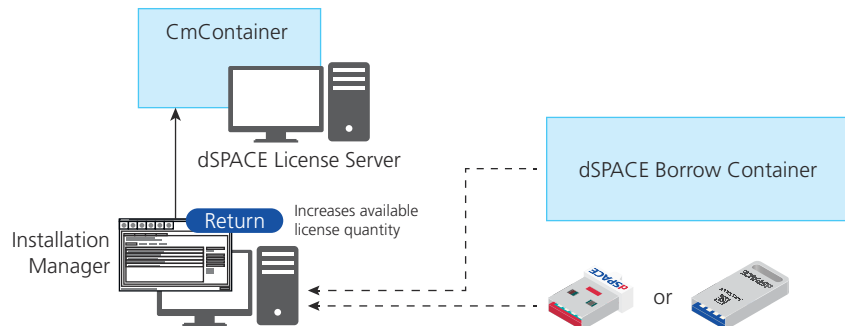 CmContainer
dSPACE License Server
dSPACE Borrow Container
Return
Increases available
license quantity
Installation
Manager
dSPACE
or
dSPACE